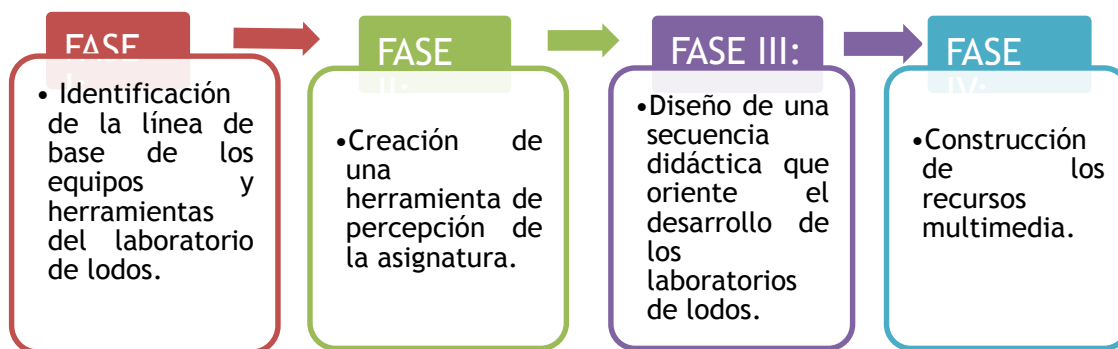 FASE I:
• Identificación
de la línea de
base de los
equipos y
herramientas
del laboratorio
de lodos.
FASE II:
•Creación de
una
herramienta de
percepción de
la asignatura.
FASE III:
•Diseño de una
secuencia
didáctica que
oriente el
desarrollo de
los
laboratorios
de lodos.
FASE IV:
•Construcción
de los
recursos
multimedia.